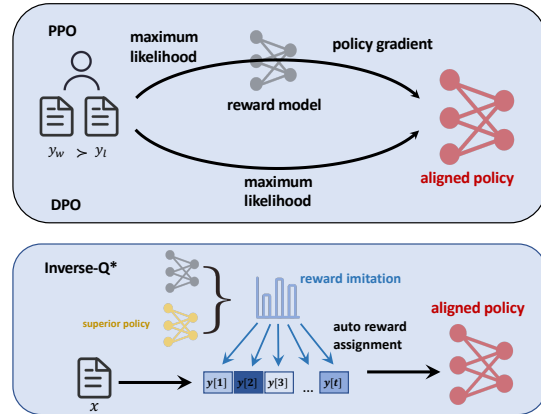 PPO
maximum
likelihood
policy gradient
reward model
y_w ≻ y_l
aligned policy
maximum
likelihood
DPO
Inverse-Q*
reward imitation
aligned policy
superior policy
auto reward
assignment
y[1] y[2] y[3] ... y[t]
x